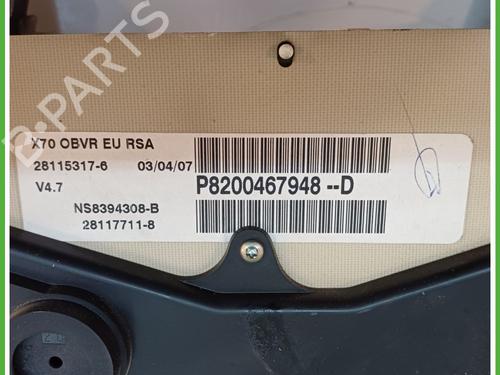 B-PARTS
X70 OBVR EU RSA
28115317-6 03/04/07
V4.7 P8200467948 --D
NS8394308-B
28117711-8